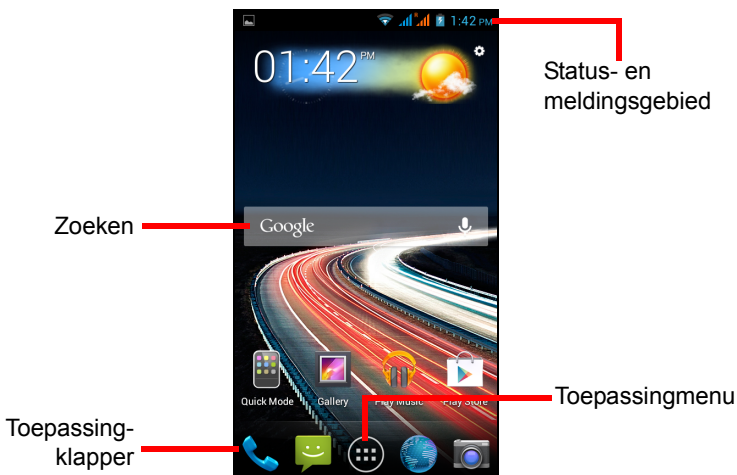 1:42 PM
01:42 PM
Status- en
meldingsgebied
Zoeken
Google
Quick Mode Gallery Play Music Play Store
Toepassingmenu
Toepassing-
klapper